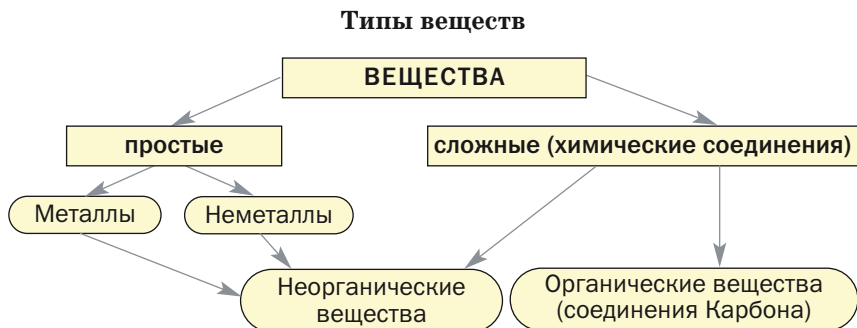 Типы веществ
ВЕЩЕСТВА
простые
сложные (химические соединения)
Металлы
Неметаллы
Неорганические
вещества
Органические вещества
(соединения Карбона)